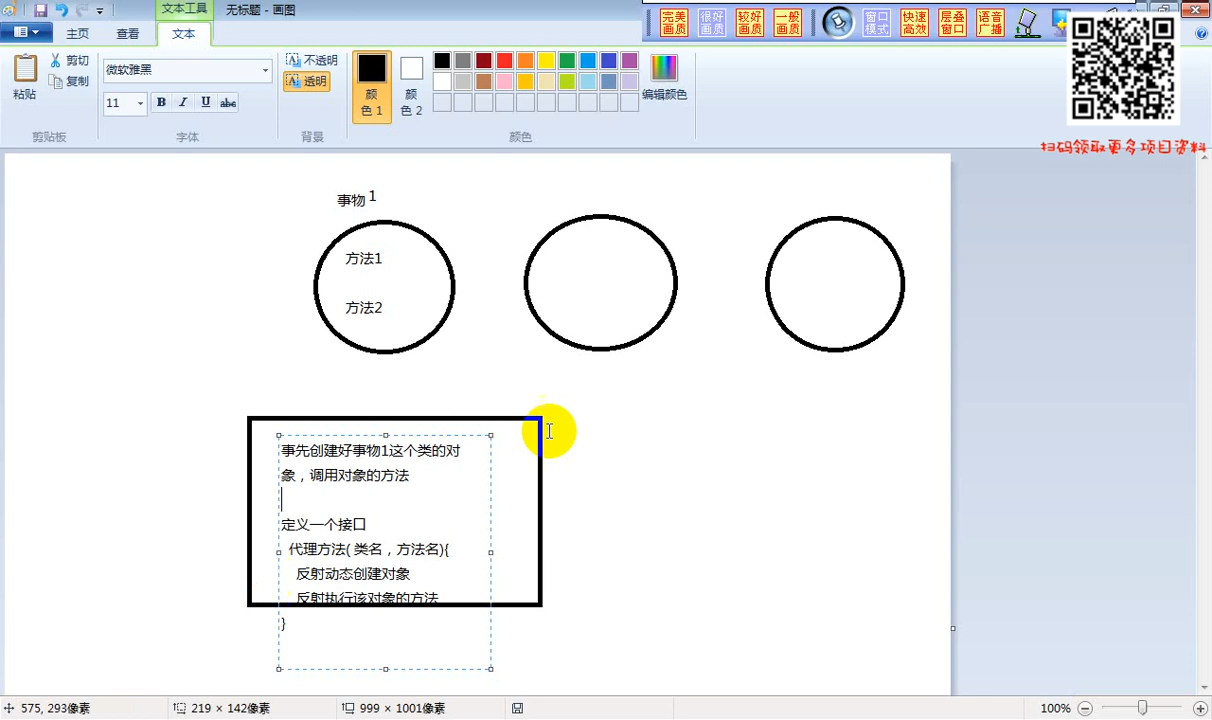 文本工具
无标题 - 画图
完美画质
很好画质
较好画质
一般画质
窗口模式
快速高效
层叠窗口
语音广播
主页
查看
文本
粘贴
剪切
复制
微软雅黑
11
B I U abc
不透明
透明
颜色 1
颜色 2
编辑颜色
剪贴板
字体
背景
颜色
扫码领取更多项目资料
事物 1
方法1
方法2
事先创建好事物1这个类的对
象，调用对象的方法
定义一个接口
代理方法( 类名，方法名){
反射动态创建对象
反射执行该对象的方法
}
575, 293像素
219 × 142像素
999 × 1001像素
100%